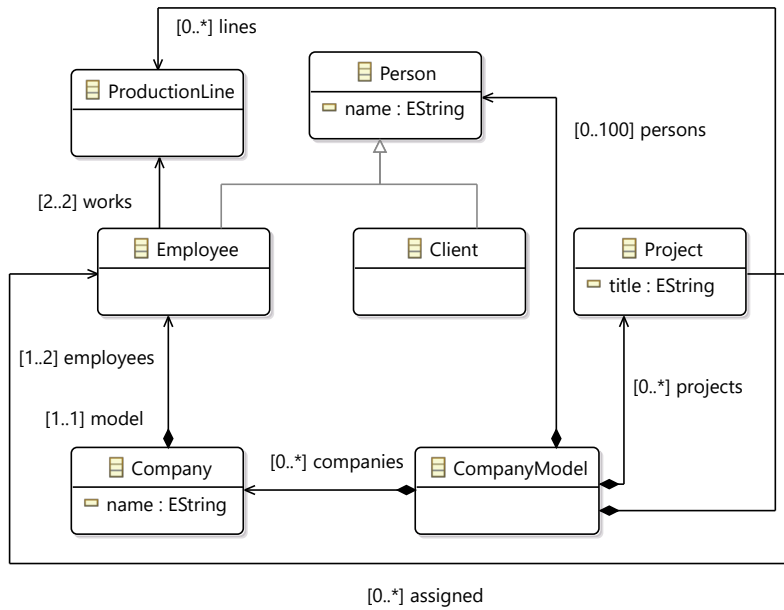 [0..*] lines
Person
name : EString
ProductionLine
[0..100] persons
[2..2] works
Employee
Client
Project
title : EString
[1..2] employees
[0..*] projects
[1..1] model
[0..*] companies
Company
name : EString
CompanyModel
[0..*] assigned